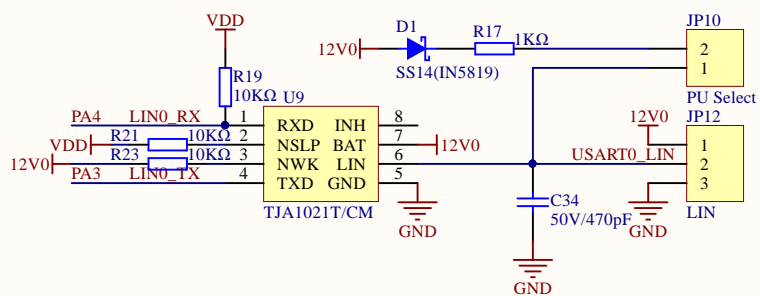 VDD
D1
R17
JP10
12V0
1KΩ
2
SS14(IN5819)
1
R19
10KΩ
U9
PU Select
JP12
PA4 LIN0_RX 1 RXD INH 8
12V0
VDD R21 10KΩ 2 NSLP BAT 7 12V0
1
12V0 R23 10KΩ 3 NWK LIN 6 USART0_LIN 2
PA3 LIN0_TX 4 TXD GND 5
3
TJA1021T/CM
C34
LIN
50V/470pF
GND
GND
GND